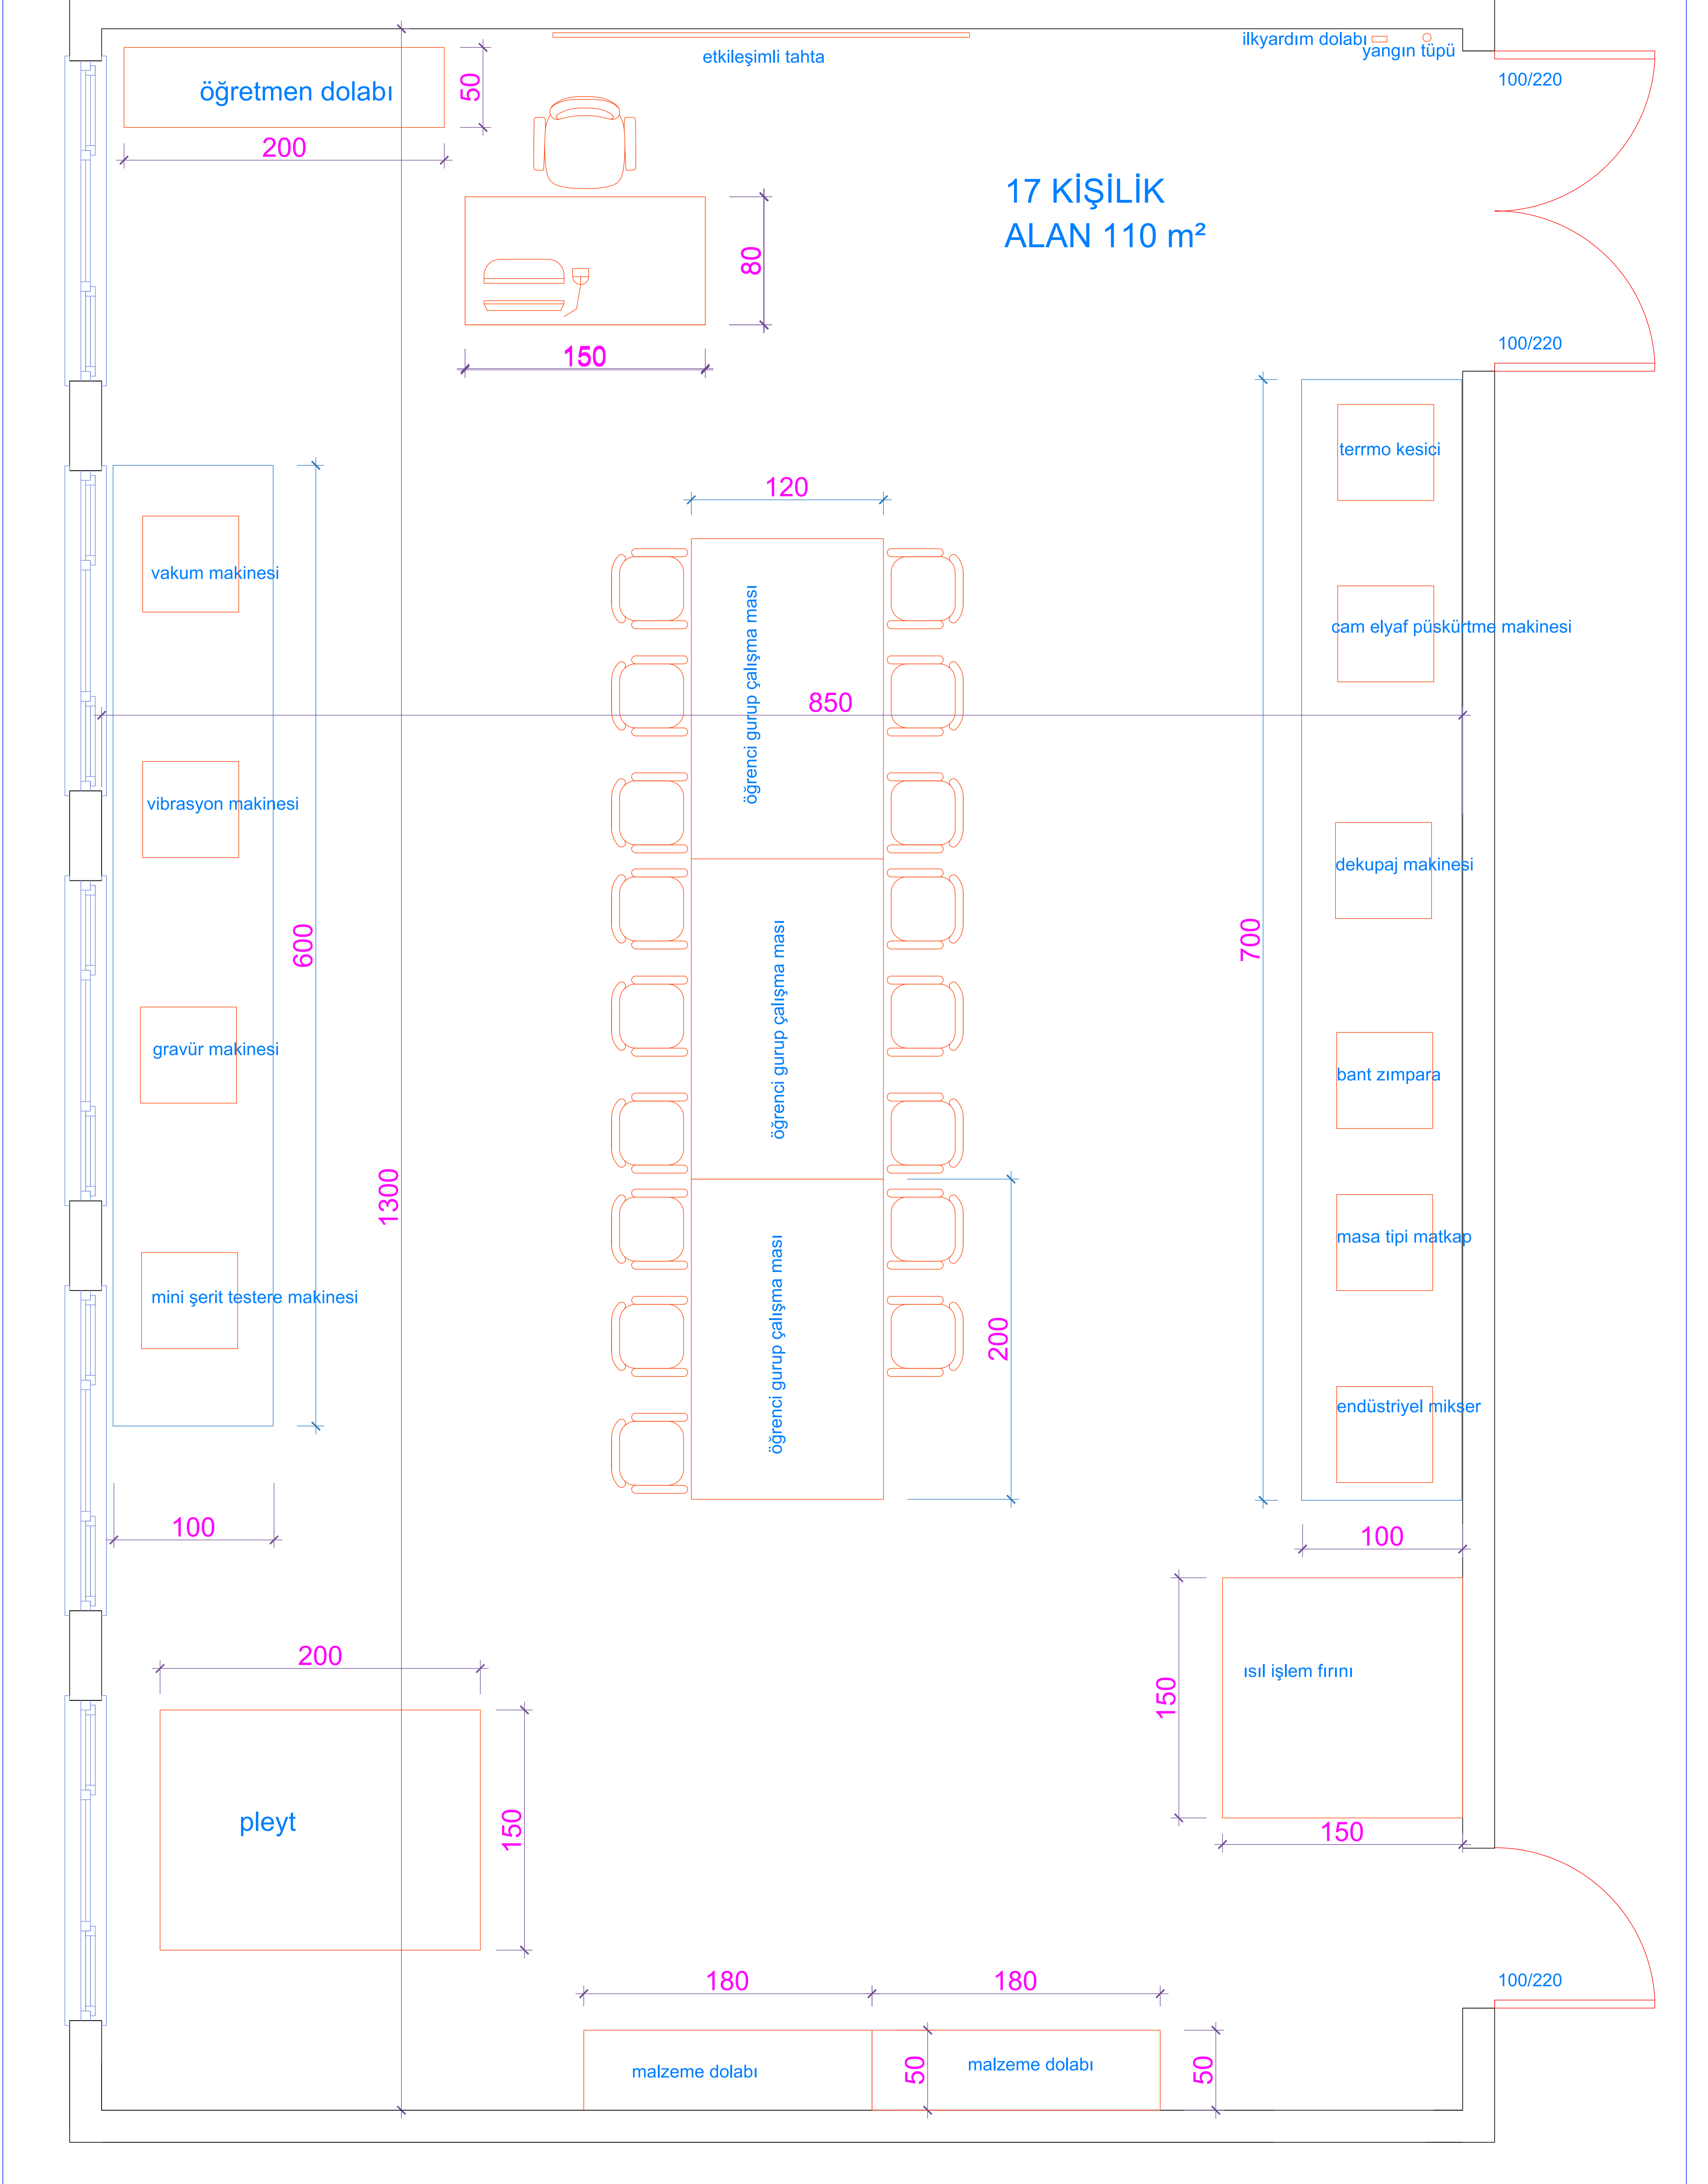 ilkyardım dolabı
yangın tüpü
etkileşimli tahta
100/220
öğretmen dolabı
50
200
17 KİŞİLİK
ALAN 110 m²
80
150
100/220
terrmo kesici
120
vakum makinesi
öğrenci gurup çalışma ması
cam elyaf püskürtme makinesi
850
vibrasyon makinesi
dekupaj makinesi
600
700
öğrenci gurup çalışma ması
gravür makinesi
bant zımpara
1300
masa tipi matkap
mini şerit testere makinesi
öğrenci gurup çalışma ması
200
endüstriyel mikser
100
100
200
ısıl işlem fırını
150
pleyt
150
150
180
180
100/220
malzeme dolabı
50
malzeme dolabı
50